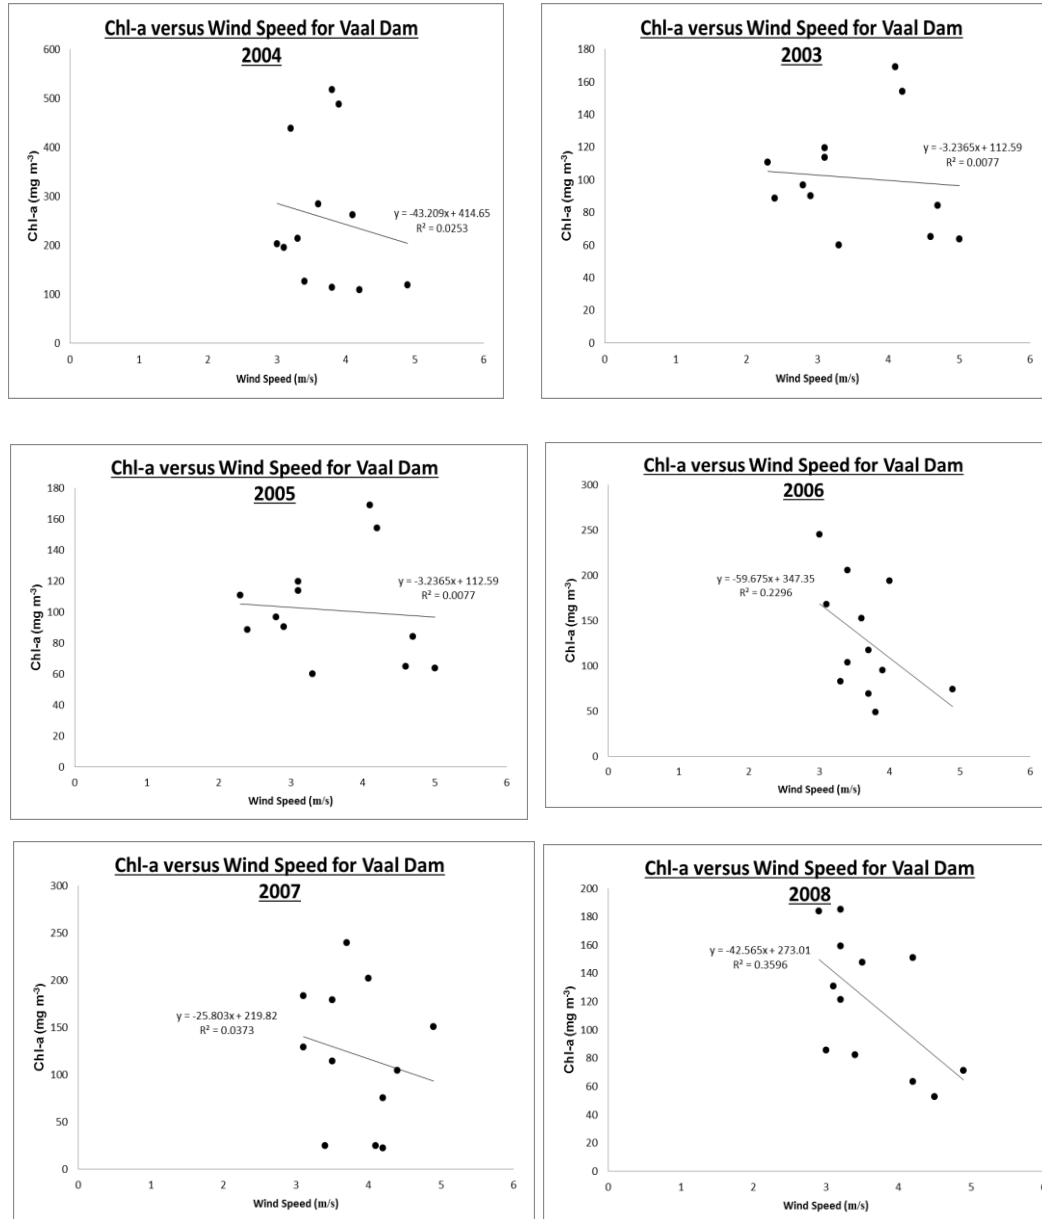 Chl-a versus Wind Speed for Vaal Dam
2004
600
500
400
300
200
100
0
Chl-a (mg m⁻³)
y = -43.209x + 414.65
R² = 0.0253
0 1 2 3 4 5 6
Wind Speed (m/s)
Chl-a versus Wind Speed for Vaal Dam
2003
180
160
140
120
100
80
60
40
20
0
Chl-a (mg m⁻³)
y = -3.2365x + 112.59
R² = 0.0077
0 1 2 3 4 5 6
Wind Speed (m/s)
Chl-a versus Wind Speed for Vaal Dam
2005
180
160
140
120
100
80
60
40
20
0
Chl-a (mg m⁻³)
y = -3.2365x + 112.59
R² = 0.0077
0 1 2 3 4 5 6
Wind Speed (m/s)
Chl-a versus Wind Speed for Vaal Dam
2006
300
250
200
150
100
50
0
Chl-a (mg m⁻³)
y = -59.675x + 347.35
R² = 0.2296
0 1 2 3 4 5 6
Wind Speed (m/s)
Chl-a versus Wind Speed for Vaal Dam
2007
300
250
200
150
100
50
0
Chl-a (mg m⁻³)
y = -25.803x + 219.82
R² = 0.0373
0 1 2 3 4 5 6
Wind Speed (m/s)
Chl-a versus Wind Speed for Vaal Dam
2008
200
180
160
140
120
100
80
60
40
20
0
Chl-a (mg m⁻³)
y = -42.565x + 273.01
R² = 0.3596
0 1 2 3 4 5 6
Wind Speed (m/s)